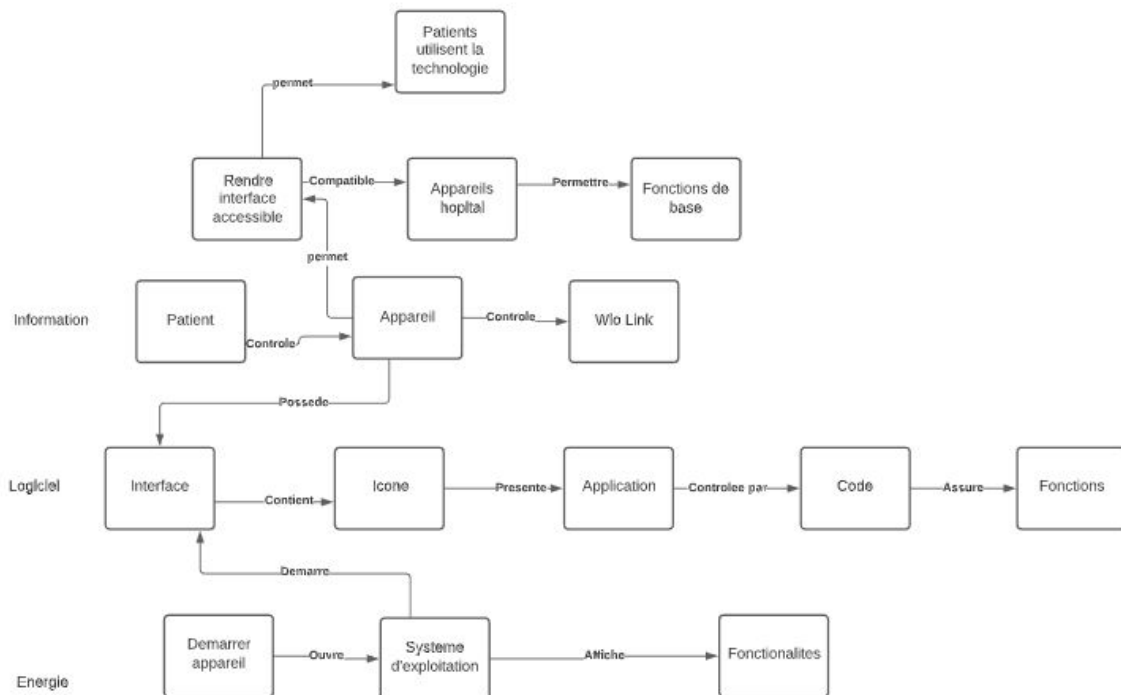 Patients
utilisent la
technologie
permet
Rendre
interface
accessible
Compatible
Appareils
hopital
Permettre
Fonctions de
base
permet
Information
Patient
Controle
Appareil
Controle
Wio Link
Possede
Logiciel
Interface
Contient
Icone
Presente
Application
Controlee par
Code
Assure
Fonctions
Demarre
Demarrer
appareil
Ouvre
Systeme
d'exploitation
Affiche
Fonctionalites
Energie